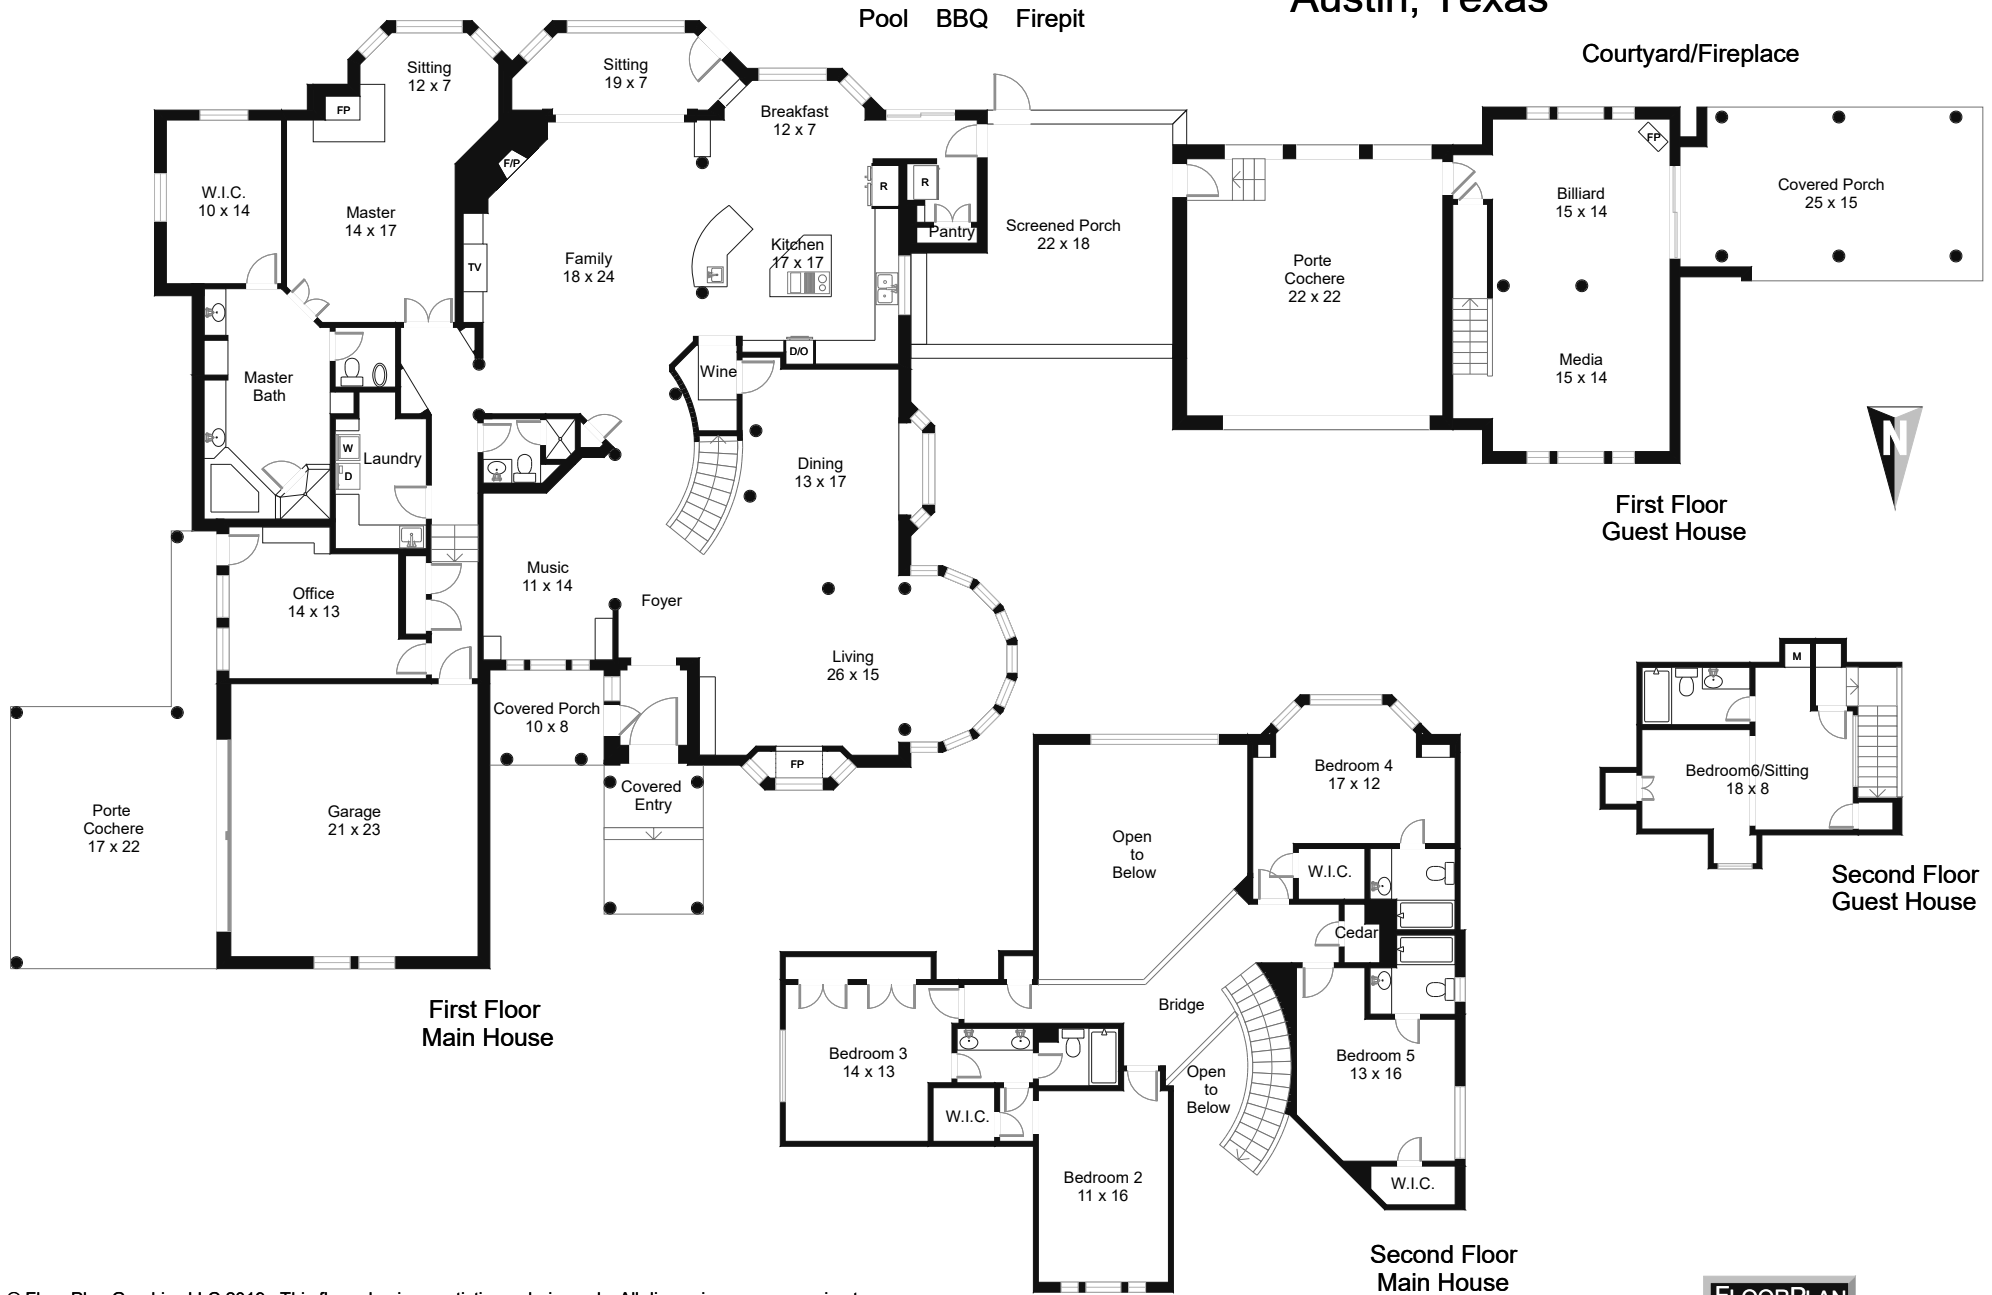 Austin, Texas
Pool BBQ Firepit
Courtyard/Fireplace
Sitting
12 x 7
Sitting
19 x 7
Breakfast
12 x 7
FP
F/P
W.I.C.
10 x 14
Master
14 x 17
TV
Family
18 x 24
Kitchen
17 x 17
R
R
Pantry
Screened Porch
22 x 18
Porte
Cochere
22 x 22
FP
Billiard
15 x 14
Covered Porch
25 x 15
Media
15 x 14
Master
Bath
D/O
Wine
W
D
Laundry
Dining
13 x 17
N
First Floor
Guest House
Office
14 x 13
Music
11 x 14
Foyer
Living
26 x 15
Covered Porch
10 x 8
FP
Covered
Entry
Porte
Cochere
17 x 22
Garage
21 x 23
First Floor
Main House
M
Bedroom6/Sitting
18 x 8
Second Floor
Guest House
Open
to
Below
Bedroom 4
17 x 12
W.I.C.
Cedar
Bridge
Bedroom 3
14 x 13
W.I.C.
Open
to
Below
Bedroom 5
13 x 16
W.I.C.
Bedroom 2
11 x 16
Second Floor
Main House
FLOORPLAN